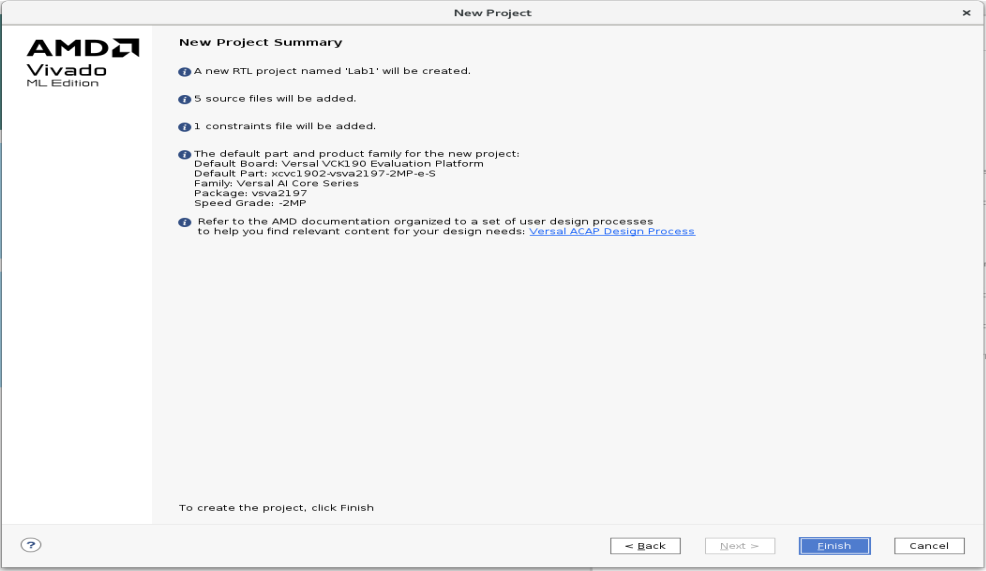 New Project
AMD
Vivado
ML Edition
New Project Summary
A new RTL project named 'Lab1' will be created.
5 source files will be added.
1 constraints file will be added.
The default part and product family for the new project:
Default Board: Versal VCK190 Evaluation Platform
Default Part: xcvc1902-vsva2197-2MP-e-S
Family: Versal AI Core Series
Package: vsva2197
Speed Grade: -2MP
Refer to the AMD documentation organized to a set of user design processes
to help you find relevant content for your design needs: Versal ACAP Design Process
To create the project, click Finish
?
< Back
Next >
Finish
Cancel